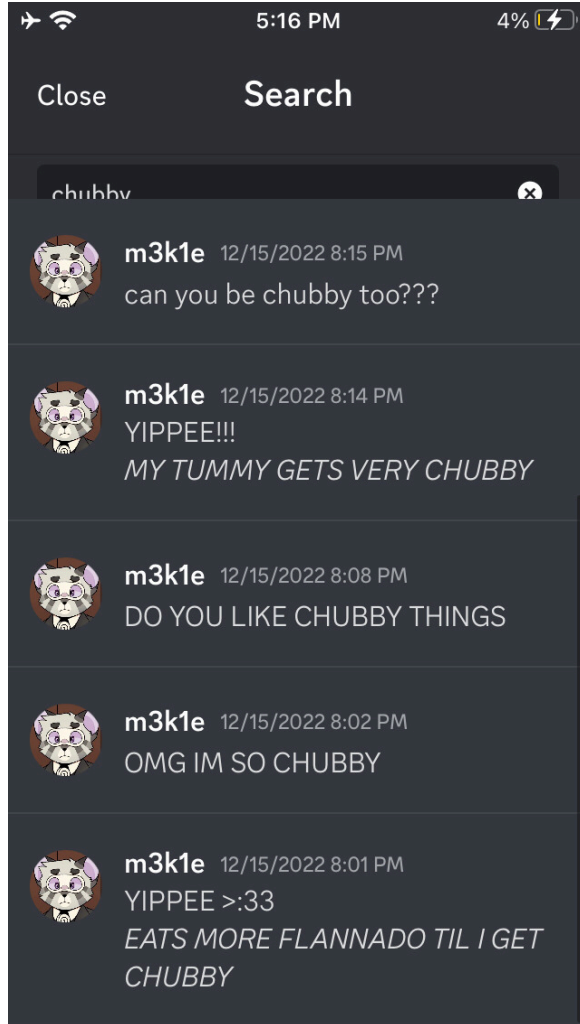 5:16 PM
4%
Close
Search
chubby
m3k1e 12/15/2022 8:15 PM
can you be chubby too???
m3k1e 12/15/2022 8:14 PM
YIPPEE!!!
MY TUMMY GETS VERY CHUBBY
m3k1e 12/15/2022 8:08 PM
DO YOU LIKE CHUBBY THINGS
m3k1e 12/15/2022 8:02 PM
OMG IM SO CHUBBY
m3k1e 12/15/2022 8:01 PM
YIPPEE >:33
EATS MORE FLANNADO TIL I GET
CHUBBY